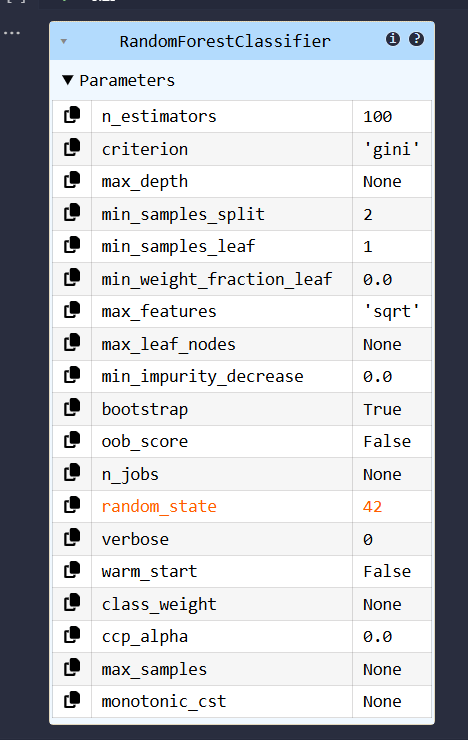 RandomForestClassifier i ?
Parameters
n_estimators 100
criterion 'gini'
max_depth None
min_samples_split 2
min_samples_leaf 1
min_weight_fraction_leaf 0.0
max_features 'sqrt'
max_leaf_nodes None
min_impurity_decrease 0.0
bootstrap True
oob_score False
n_jobs None
random_state 42
verbose 0
warm_start False
class_weight None
ccp_alpha 0.0
max_samples None
monotonic_cst None